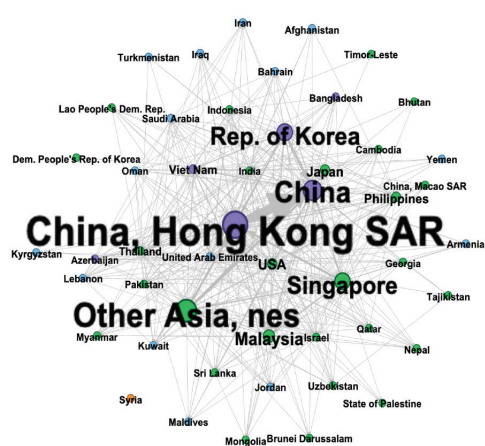 Iran
Afghanistan
Turkmenistan
Iraq
Timor-Leste
Bahrain
Bangladesh
Bhutan
Lao People's Dem. Rep.
Indonesia
Saudi Arabia
Rep. of Korea
Cambodia
Dem. People's Rep. of Korea
Yemen
Oman
Viet Nam
India
Japan
China
China, Macao SAR
Philippines
China, Hong Kong SAR
Armenia
Kyrgyzstan
Azerbaijan
Thailand
United Arab Emirates
USA
Georgia
Lebanon
Pakistan
Singapore
Tajikistan
Other Asia, nes
Myanmar
Kuwait
Malaysia
Israel
Qatar
Nepal
Sri Lanka
Syria
Jordan
Uzbekistan
State of Palestine
Maldives
Mongolia
Brunei Darussalam